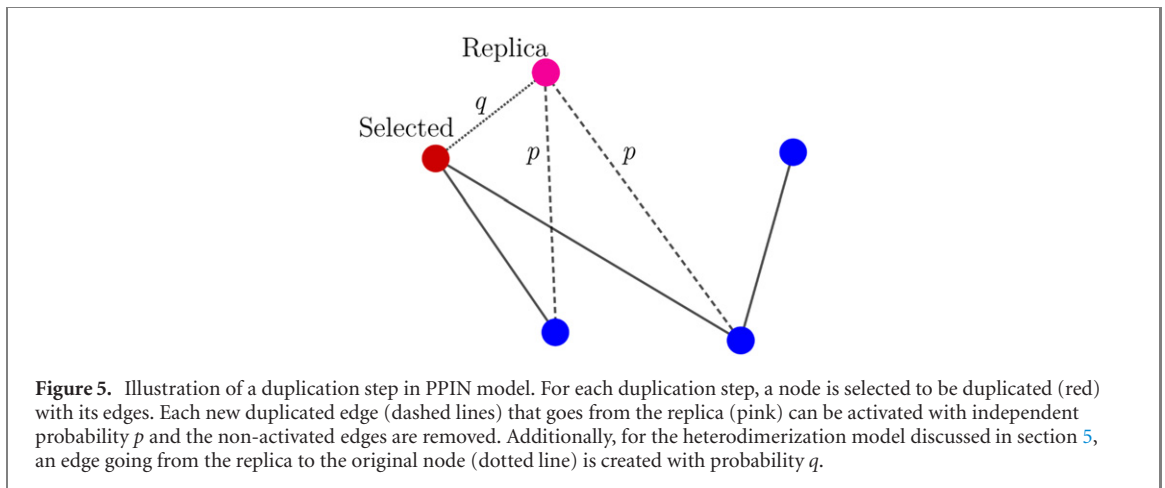 Replica
q
Selected
p
p
Figure 5. Illustration of a duplication step in PPIN model. For each duplication step, a node is selected to be duplicated (red)
with its edges. Each new duplicated edge (dashed lines) that goes from the replica (pink) can be activated with independent
probability p and the non-activated edges are removed. Additionally, for the heterodimerization model discussed in section 5,
an edge going from the replica to the original node (dotted line) is created with probability q.